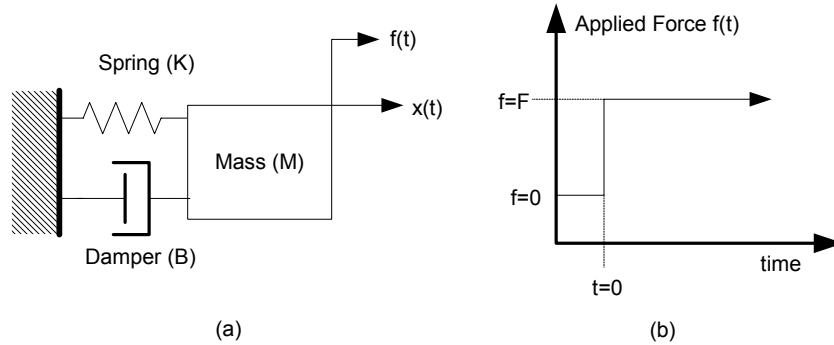 Spring (K)
f(t)
x(t)
Mass (M)
Damper (B)
(a)
Applied Force f(t)
f=F
f=0
time
t=0
(b)